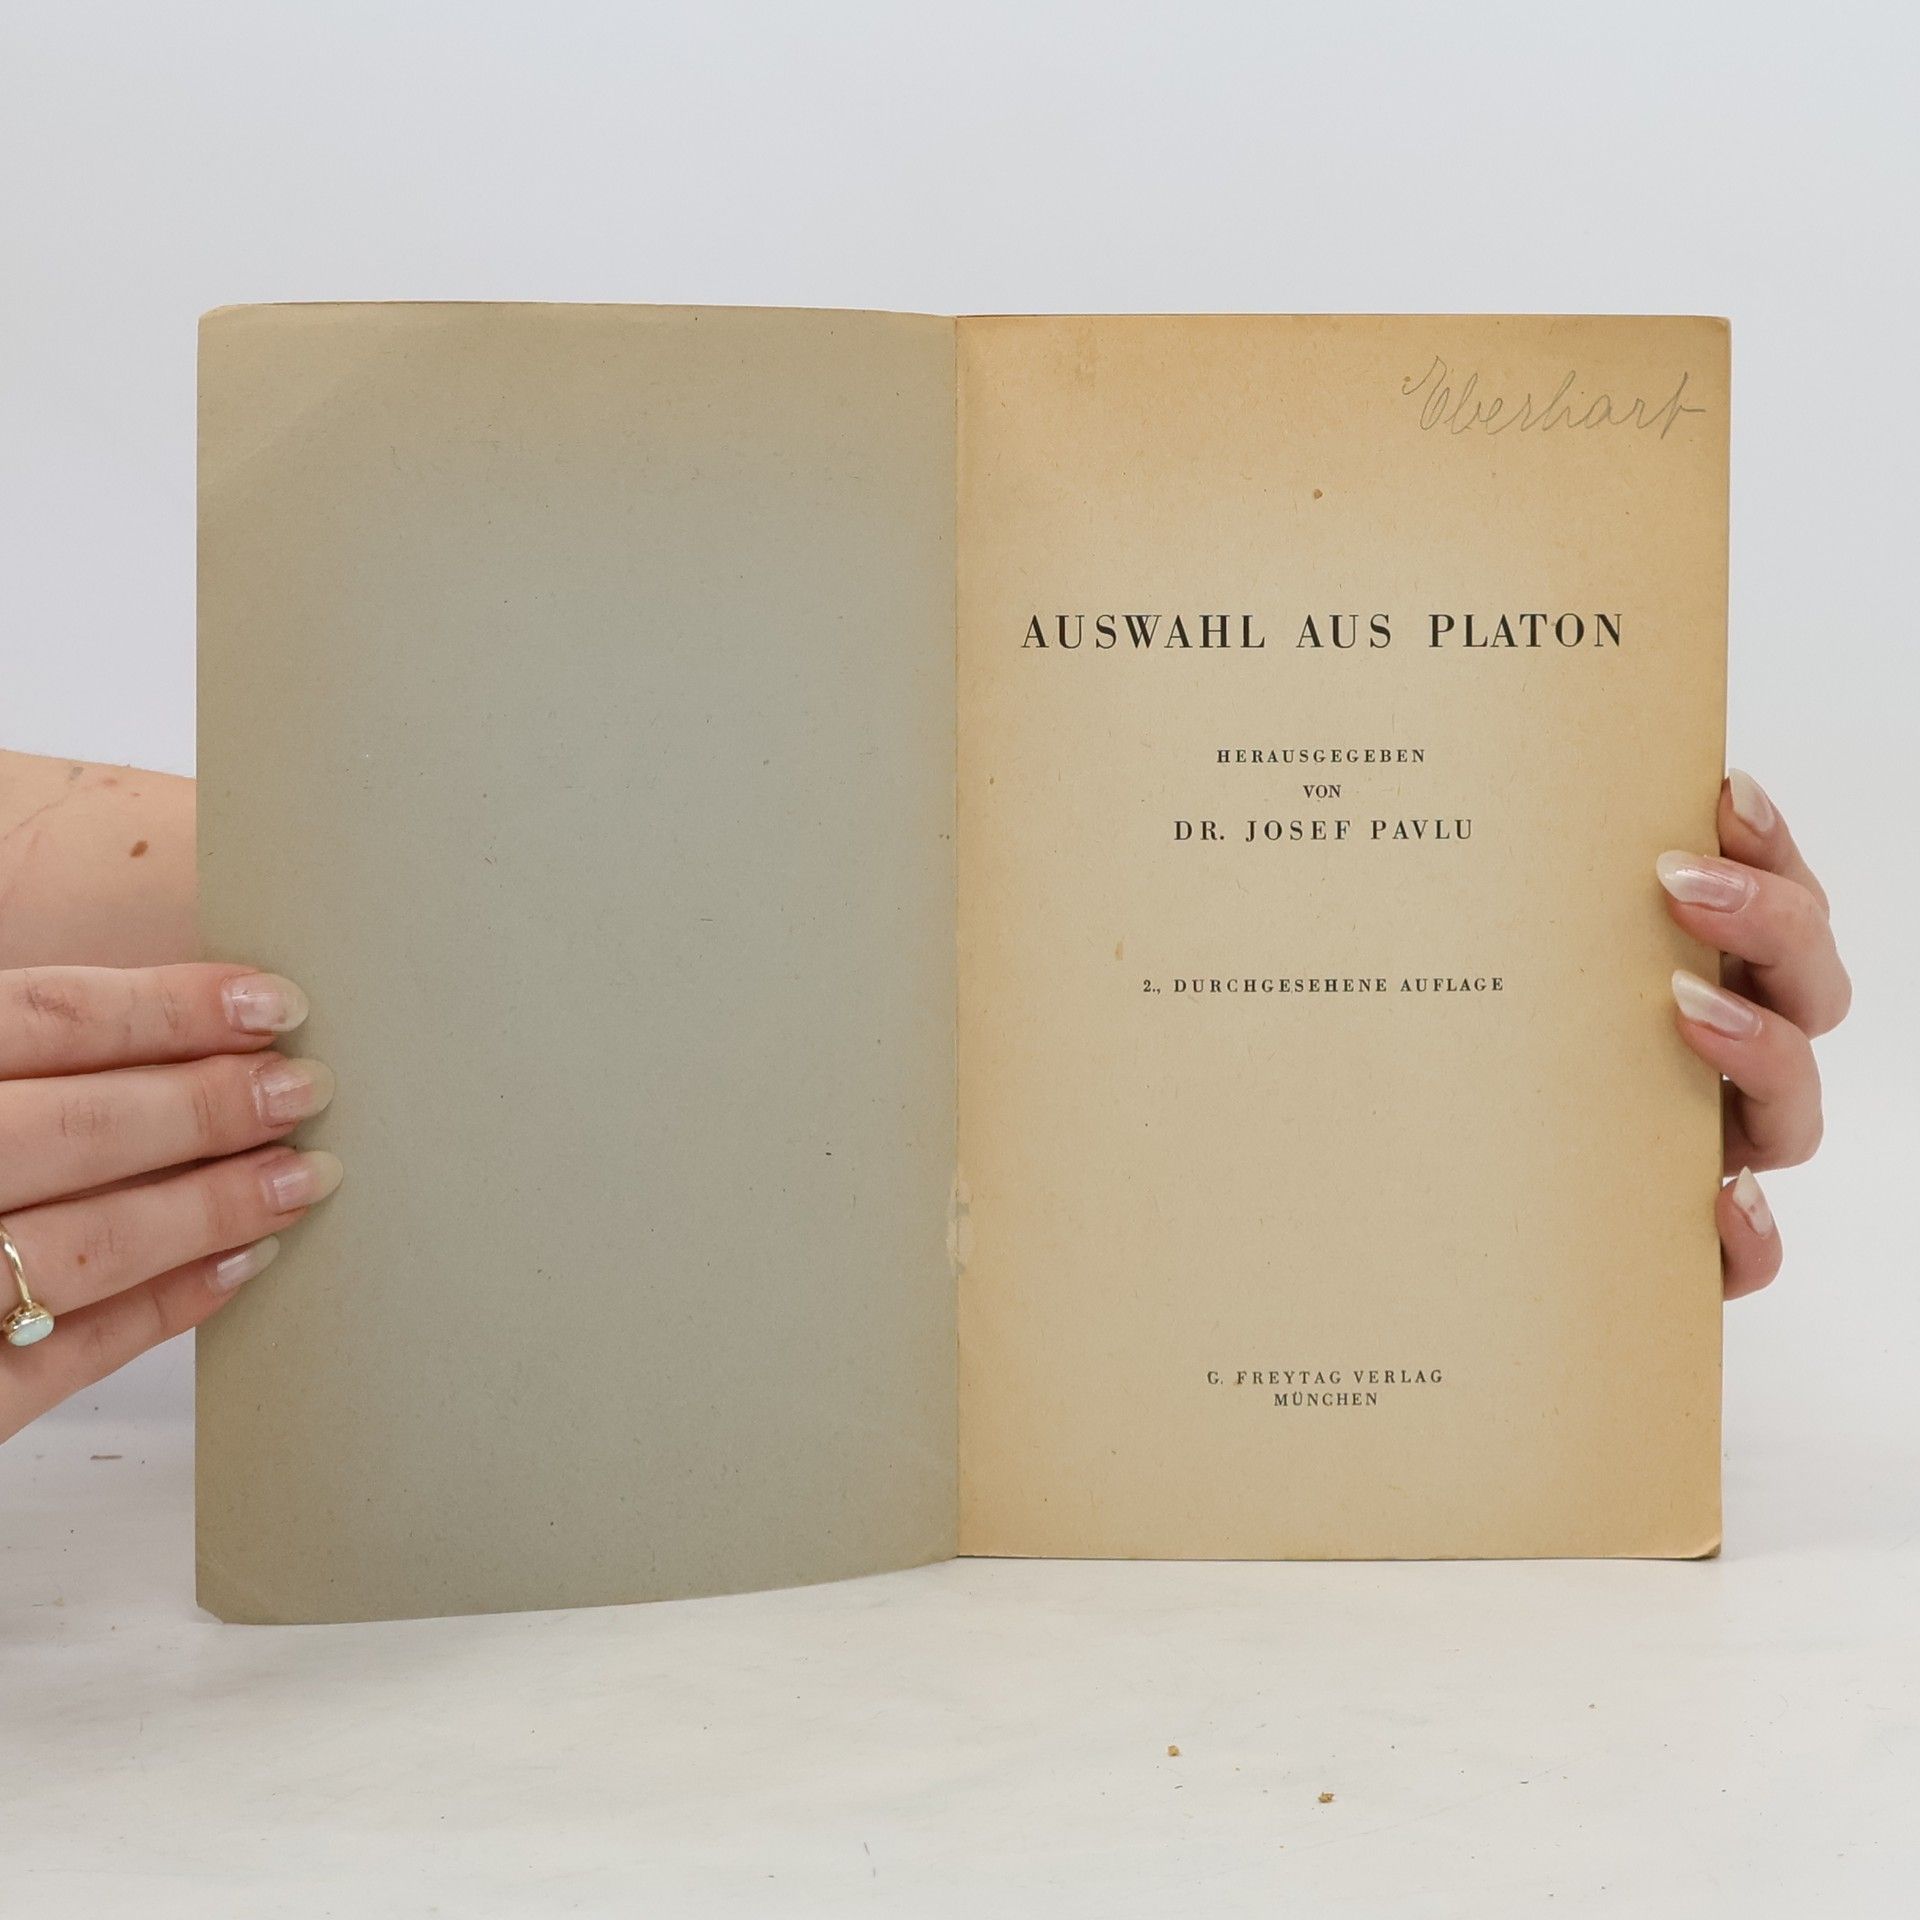 Eberhart
AUSWAHL AUS PLATON
HERAUSGEGEBEN
VON
DR. JOSEF PAVLU
2., DURCHGESEHENE AUFLAGE
G. FREYTAG VERLAG
MÜNCHEN